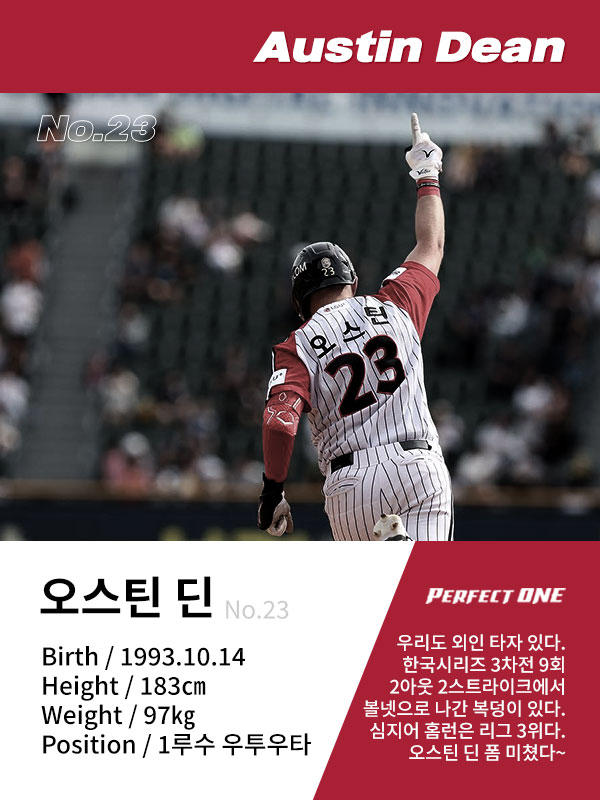 Austin Dean
No.23
오스틴
23
23
오스틴 딘 No.23
Birth / 1993.10.14
Height / 183㎝
Weight / 97㎏
Position / 1루수 우투우타
PERFECT ONE
우리도 외인 타자 있다.
한국시리즈 3차전 9회
2아웃 2스트라이크에서
볼넷으로 나간 복덩이 있다.
심지어 홈런은 리그 3위다.
오스틴 딘 폼 미쳤다~